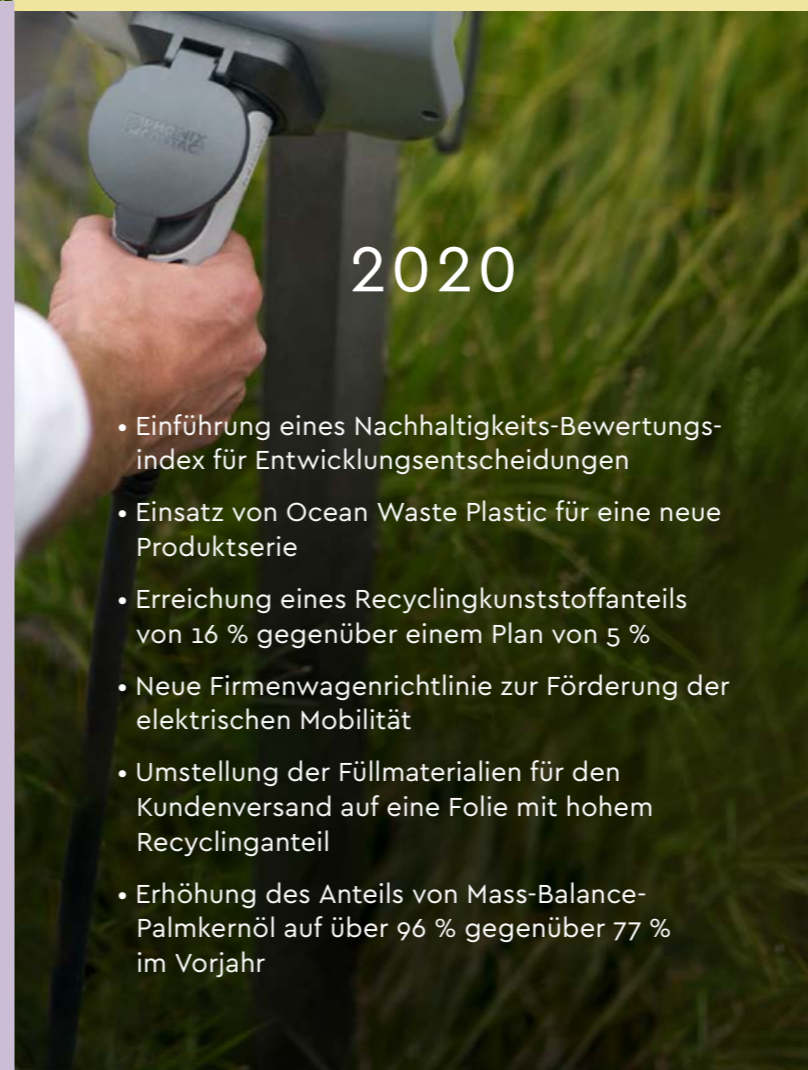 PHOENIX
CONTACT
2020
• Einführung eines Nachhaltigkeits-Bewertungs-
index für Entwicklungsentscheidungen
• Einsatz von Ocean Waste Plastic für eine neue
Produktserie
• Erreichung eines Recyclingkunststoffanteils
von 16 % gegenüber einem Plan von 5 %
• Neue Firmenwagenrichtlinie zur Förderung der
elektrischen Mobilität
• Umstellung der Füllmaterialien für den
Kundenversand auf eine Folie mit hohem
Recyclinganteil
• Erhöhung des Anteils von Mass-Balance-
Palmkernöl auf über 96 % gegenüber 77 %
im Vorjahr